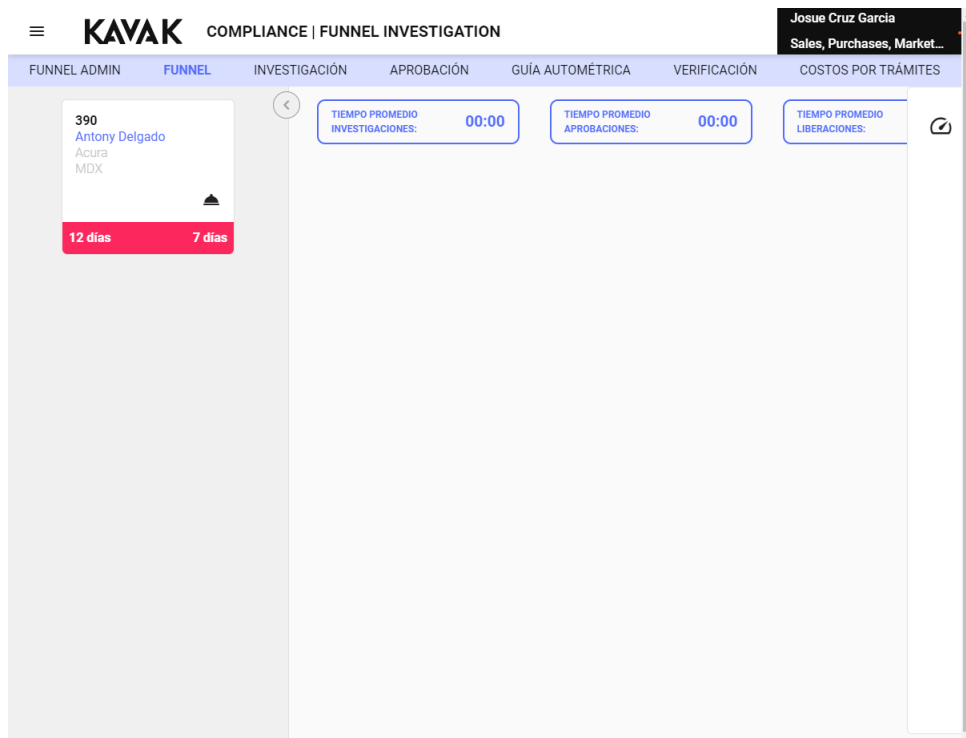 KAVAK COMPLIANCE | FUNNEL INVESTIGATION
Josue Cruz Garcia
Sales, Purchases, Market...
FUNNEL ADMIN FUNNEL INVESTIGACIÓN APROBACIÓN GUÍA AUTOMÉTRICA VERIFICACIÓN COSTOS POR TRÁMITES
390
Antony Delgado
Acura
MDX
12 días 7 días
TIEMPO PROMEDIO
INVESTIGACIONES:
00:00
TIEMPO PROMEDIO
APROBACIONES:
00:00
TIEMPO PROMEDIO
LIBERACIONES: